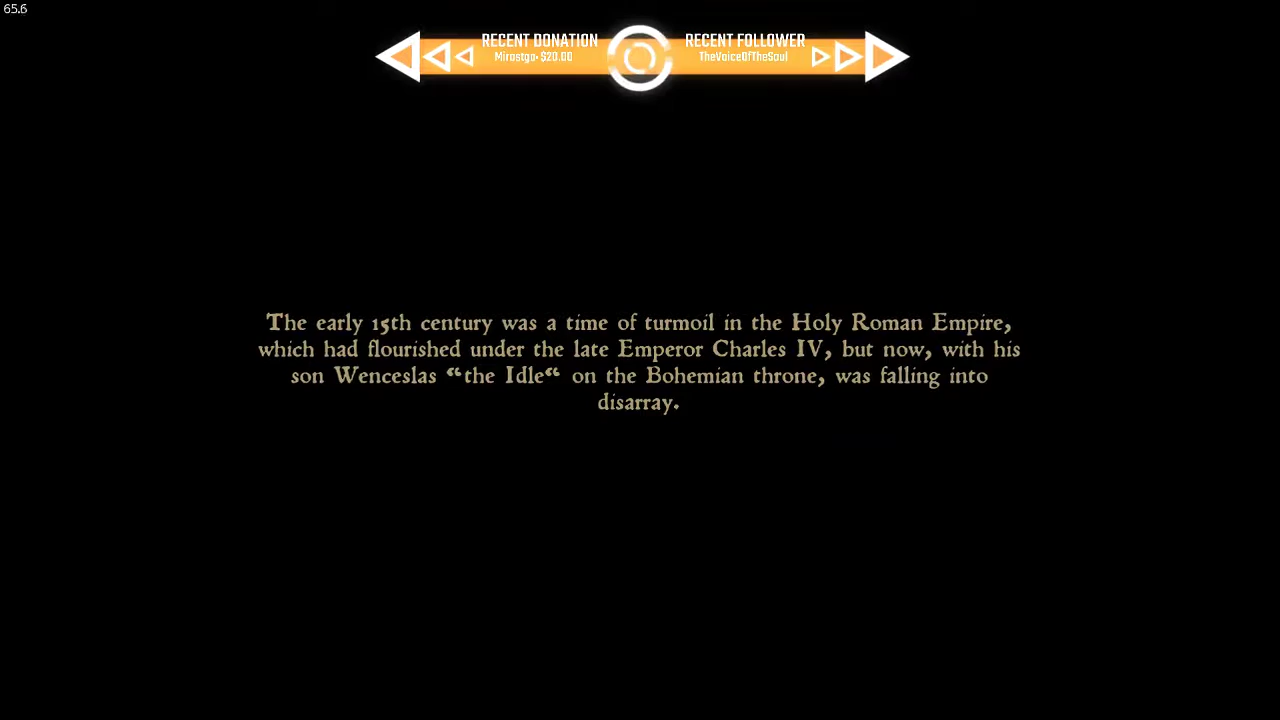 65.6
RECENT DONATION
Mirostgo: $20.00
RECENT FOLLOWER
TheVoiceOfTheSoul
The early 15th century was a time of turmoil in the Holy Roman Empire,
which had flourished under the late Emperor Charles IV, but now, with his
son Wenceslas “the Idle“ on the Bohemian throne, was falling into
disarray.